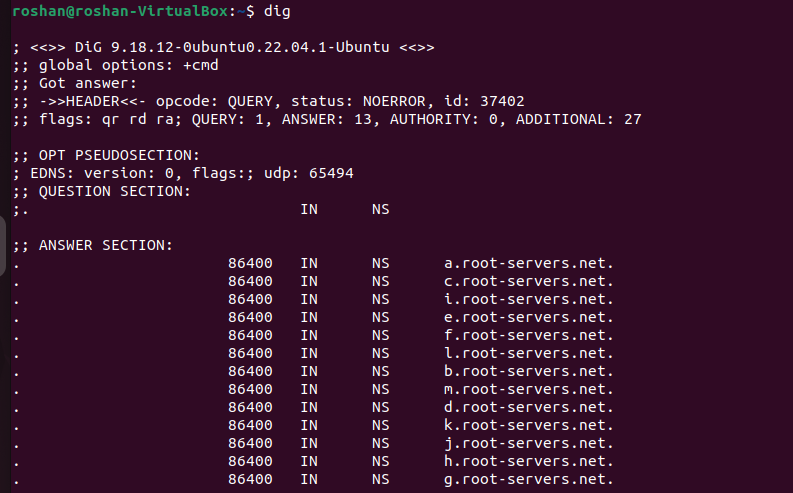 roshan@roshan-VirtualBox:~$ dig
; <<>> DiG 9.18.12-0ubuntu0.22.04.1-Ubuntu <<>>
;; global options: +cmd
;; Got answer:
;; ->>HEADER<<- opcode: QUERY, status: NOERROR, id: 37402
;; flags: qr rd ra; QUERY: 1, ANSWER: 13, AUTHORITY: 0, ADDITIONAL: 27
;; OPT PSEUDOSECTION:
; EDNS: version: 0, flags:; udp: 65494
;; QUESTION SECTION:
;. IN NS
;; ANSWER SECTION:
. 86400 IN NS a.root-servers.net.
. 86400 IN NS c.root-servers.net.
. 86400 IN NS i.root-servers.net.
. 86400 IN NS e.root-servers.net.
. 86400 IN NS f.root-servers.net.
. 86400 IN NS l.root-servers.net.
. 86400 IN NS b.root-servers.net.
. 86400 IN NS m.root-servers.net.
. 86400 IN NS d.root-servers.net.
. 86400 IN NS k.root-servers.net.
. 86400 IN NS j.root-servers.net.
. 86400 IN NS h.root-servers.net.
. 86400 IN NS g.root-servers.net.